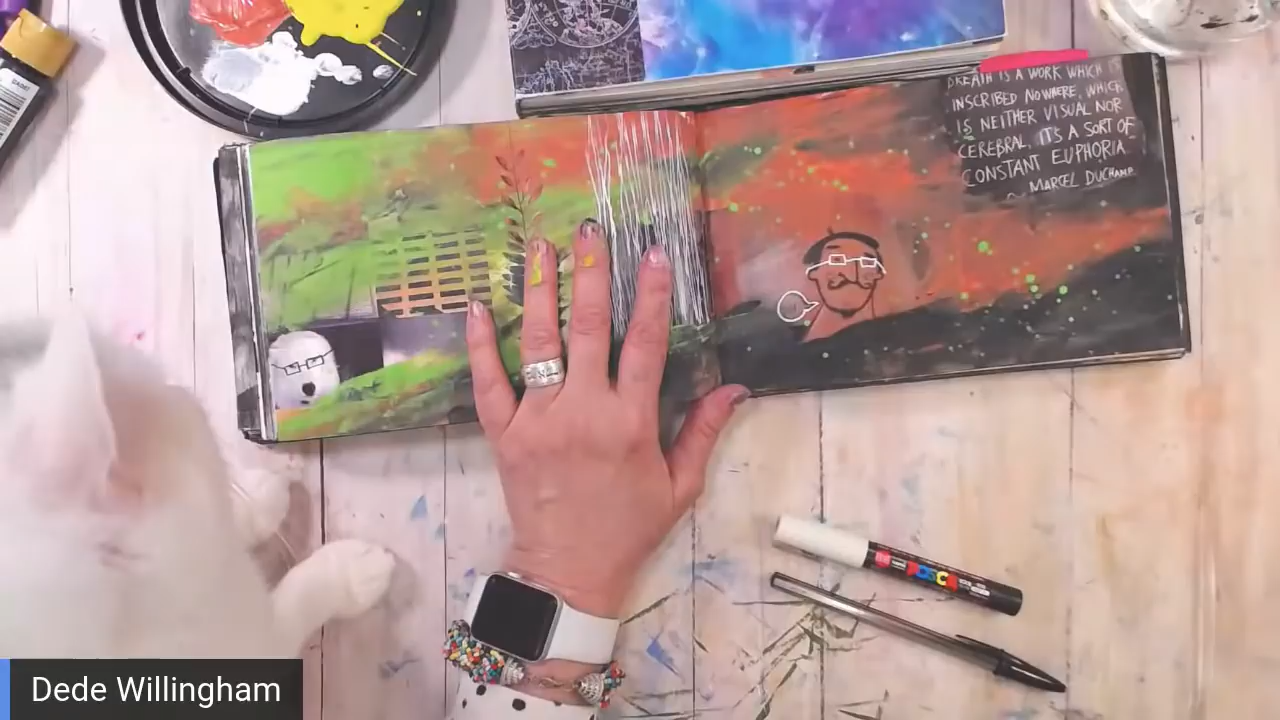 BREATH IS A WORK WHICH IS
INSCRIBED NOWHERE, WHICH
IS NEITHER VISUAL NOR
CEREBRAL. IT'S A SORT OF
CONSTANT EUPHORIA.
~ MARCEL DUCHAMP
POSCA
Dede Willingham